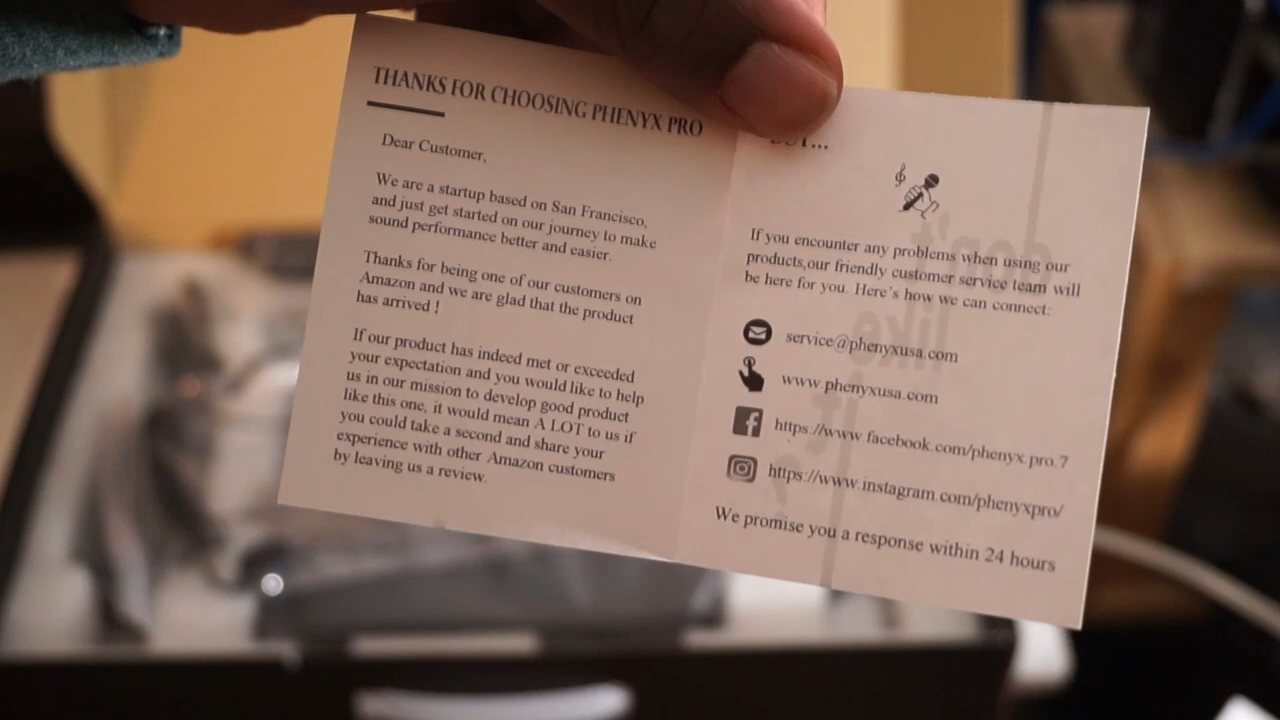 THANKS FOR CHOOSING PHENYX PRO
Dear Customer,
We are a startup based on San Francisco,
and just get started on our journey to make
sound performance better and easier.
Thanks for being one of our customers on
Amazon and we are glad that the product
has arrived !
If our product has indeed met or exceeded
your expectation and you would like to help
us in our mission to develop good product
like this one, it would mean A LOT to us if
you could take a second and share your
experience with other Amazon customers
by leaving us a review.
If you encounter any problems when using our
products,our friendly customer service team will
be here for you. Here's how we can connect:
service@phenyxusa.com
www.phenyxusa.com
https://www.facebook.com/phenyx.pro.7
https://www.instagram.com/phenyxpro/
We promise you a response within 24 hours